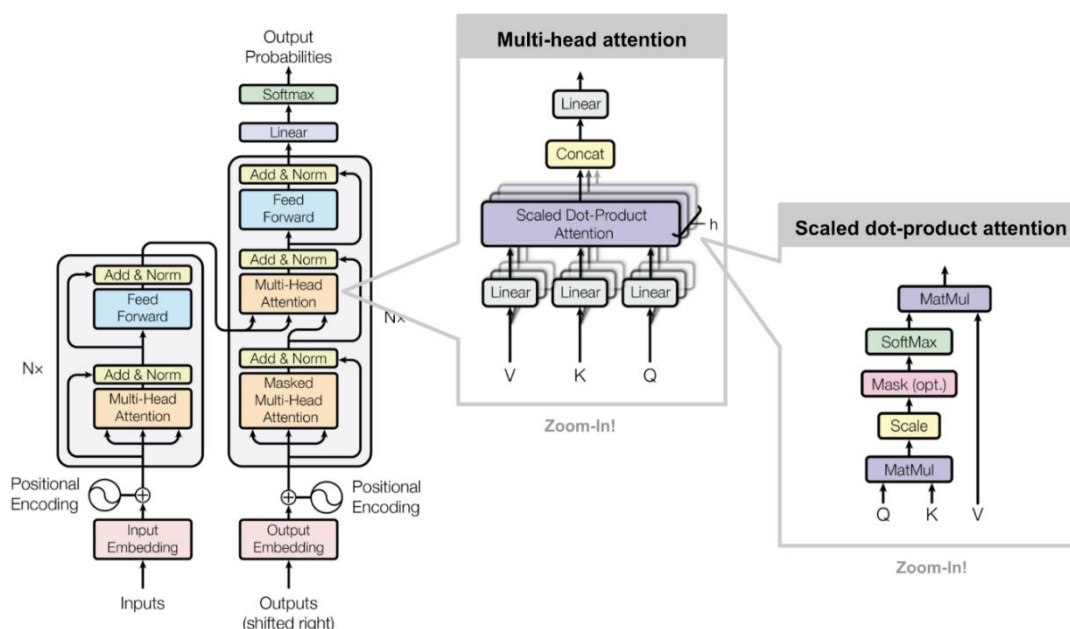 Output
Probabilities
Softmax
Linear
Add & Norm
Feed
Forward
Add & Norm
Multi-Head
Attention
Nx
Add & Norm
Masked
Multi-Head
Attention
Positional
Encoding
Output
Embedding
Outputs
(shifted right)
Add & Norm
Feed
Forward
Nx
Add & Norm
Multi-Head
Attention
Positional
Encoding
Input
Embedding
Inputs
Multi-head attention
Linear
Concat
Scaled Dot-Product
Attention
h
Linear
Linear
Linear
V
K
Q
Zoom-In!
Scaled dot-product attention
MatMul
SoftMax
Mask (opt.)
Scale
MatMul
Q
K
V
Zoom-In!